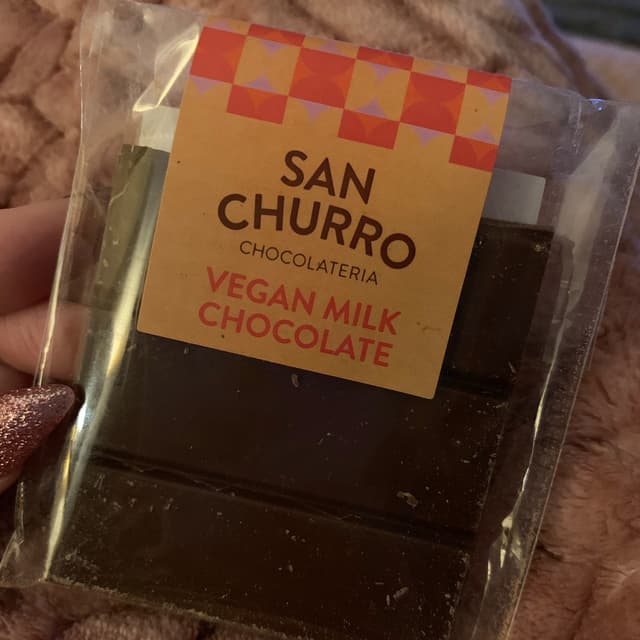 SAN
CHURRO
CHOCOLATERIA
VEGAN MILK
CHOCOLATE